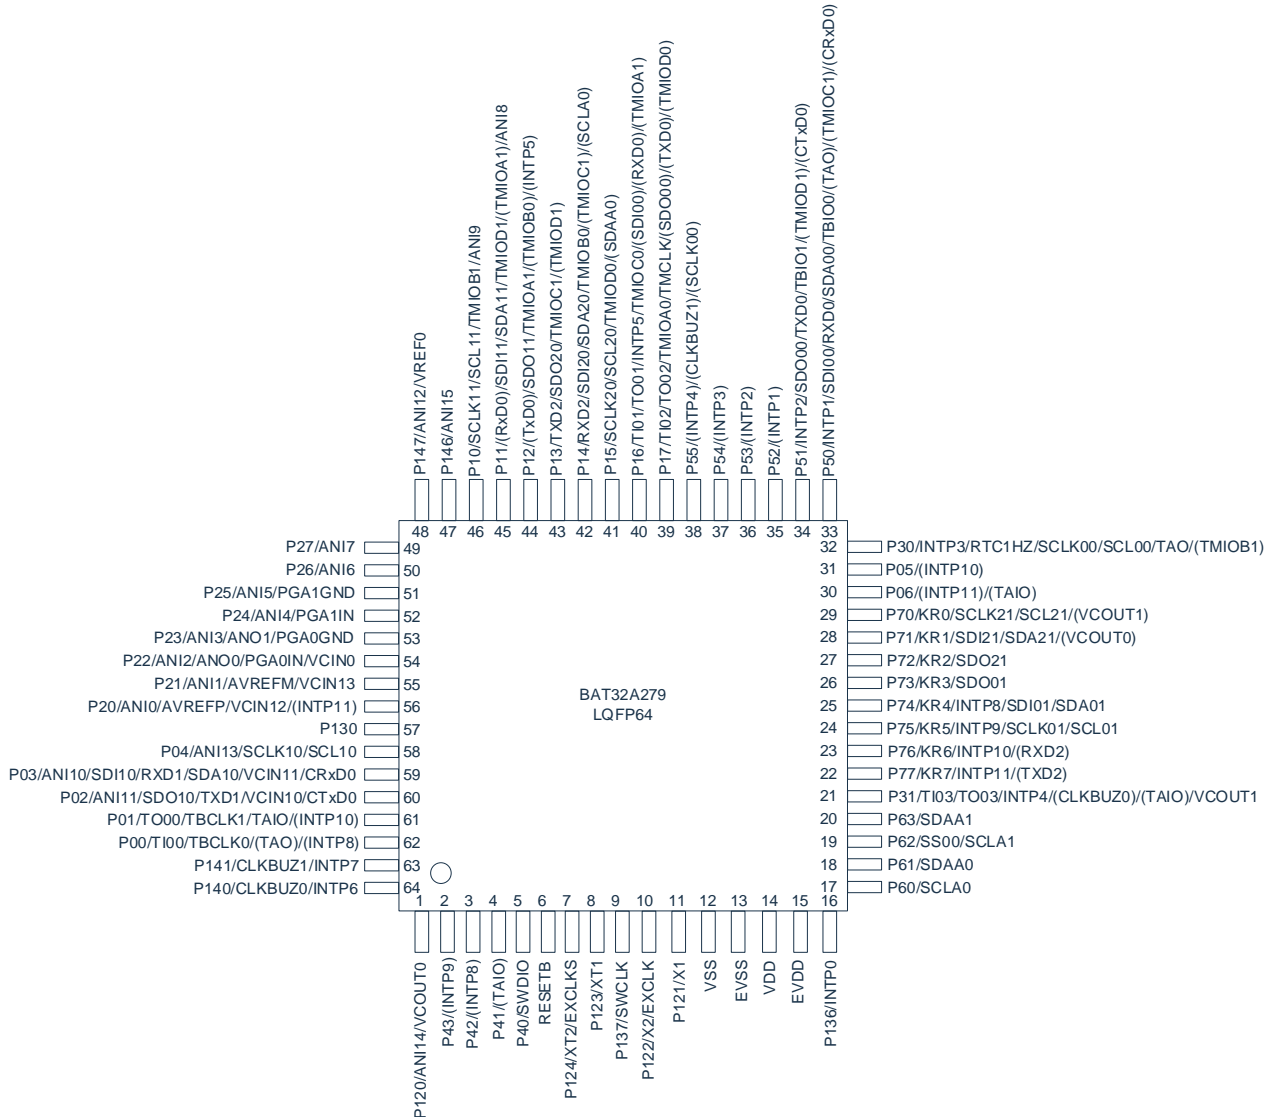 P147/ANI12/VREF0
P146/ANI15
P10/SCLK11/SCL11/TMIOB1/ANI9
P11/(RxD0)/SDI11/SDA11/TMIOD1/(TMIOA1)/ANI8
P12/(TxD0)/SDO11/TMIOA1/(TMIOB0)/(INTP5)
P13/TXD2/SDO20/TMIOC1/(TMIOD1)
P14/RXD2/SDI20/SDA20/TMIOB0/(TMIOC1)/(SCLA0)
P15/SCLK20/SCL20/TMIOD0/(SDAA0)
P16/TI01/TO01/INTP5/TMIOC0/(SDI00)/(RXD0)/(TMIOA1)
P17/TI02/TO02/TMIOA0/TMCLK/(SDO00)/(TXD0)/(TMIOD0)
P55/(INTP4)/(CLKBUZ1)/(SCLK00)
P54/(INTP3)
P53/(INTP2)
P52/(INTP1)
P51/INTP2/SDO00/TXD0/TBIO1/(TMIOD1)/(CTxD0)
P50/INTP1/SDI00/RXD0/SDA00/TBIO0/(TAO)/(TMIOC1)/(CRxD0)
48 47 46 45 44 43 42 41 40 39 38 37 36 35 34 33
P27/ANI7 49
P26/ANI6 50
P25/ANI5/PGA1GND 51
P24/ANI4/PGA1IN 52
P23/ANI3/ANO1/PGA0GND 53
P22/ANI2/ANO0/PGA0IN/VCIN0 54
P21/ANI1/AVREFM/VCIN13 55
P20/ANI0/AVREFP/VCIN12/(INTP11) 56
P130 57
P04/ANI13/SCLK10/SCL10 58
P03/ANI10/SDI10/RXD1/SDA10/VCIN11/CRxD0 59
P02/ANI11/SDO10/TXD1/VCIN10/CTxD0 60
P01/TO00/TBCLK1/TAIO/(INTP10) 61
P00/TI00/TBCLK0/(TAO)/(INTP8) 62
P141/CLKBUZ1/INTP7 63
P140/CLKBUZ0/INTP6 64
BAT32A279
LQFP64
32 P30/INTP3/RTC1HZ/SCLK00/SCL00/TAO/(TMIOB1)
31 P05/(INTP10)
30 P06/(INTP11)/(TAIO)
29 P70/KR0/SCLK21/SCL21/(VCOUT1)
28 P71/KR1/SDI21/SDA21/(VCOUT0)
27 P72/KR2/SDO21
26 P73/KR3/SDO01
25 P74/KR4/INTP8/SDI01/SDA01
24 P75/KR5/INTP9/SCLK01/SCL01
23 P76/KR6/INTP10/(RXD2)
22 P77/KR7/INTP11/(TXD2)
21 P31/TI03/TO03/INTP4/(CLKBUZ0)/(TAIO)/VCOUT1
20 P63/SDAA1
19 P62/SS00/SCLA1
18 P61/SDAA0
17 P60/SCLA0
1 2 3 4 5 6 7 8 9 10 11 12 13 14 15 16
P120/ANI14/VCOUT0
P43/(INTP9)
P42/(INTP8)
P41/(TAIO)
P40/SWDIO
RESETB
P124/XT2/EXCLKS
P123/XT1
P137/SWCLK
P122/X2/EXCLK
P121/X1
VSS
EVSS
VDD
EVDD
P136/INTP0